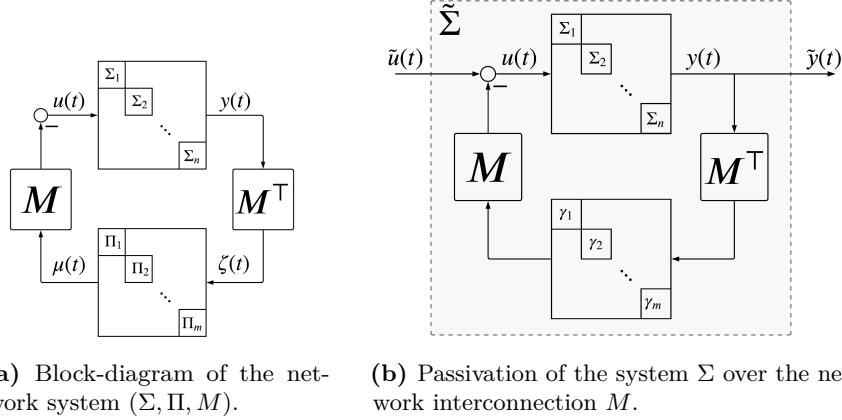 Σ₁
Σ₂
⋱
Σₙ
u(t)
y(t)
−
M
M⊤
Π₁
Π₂
⋱
Πₘ
μ(t)
ζ(t)
a) Block-diagram of the net-
work system (Σ, Π, M).
Σ̃
ũ(t)
u(t)
−
Σ₁
Σ₂
⋱
Σₙ
y(t)
ỹ(t)
M
M⊤
γ₁
γ₂
⋱
γₘ
(b) Passivation of the system Σ over the ne
work interconnection M.